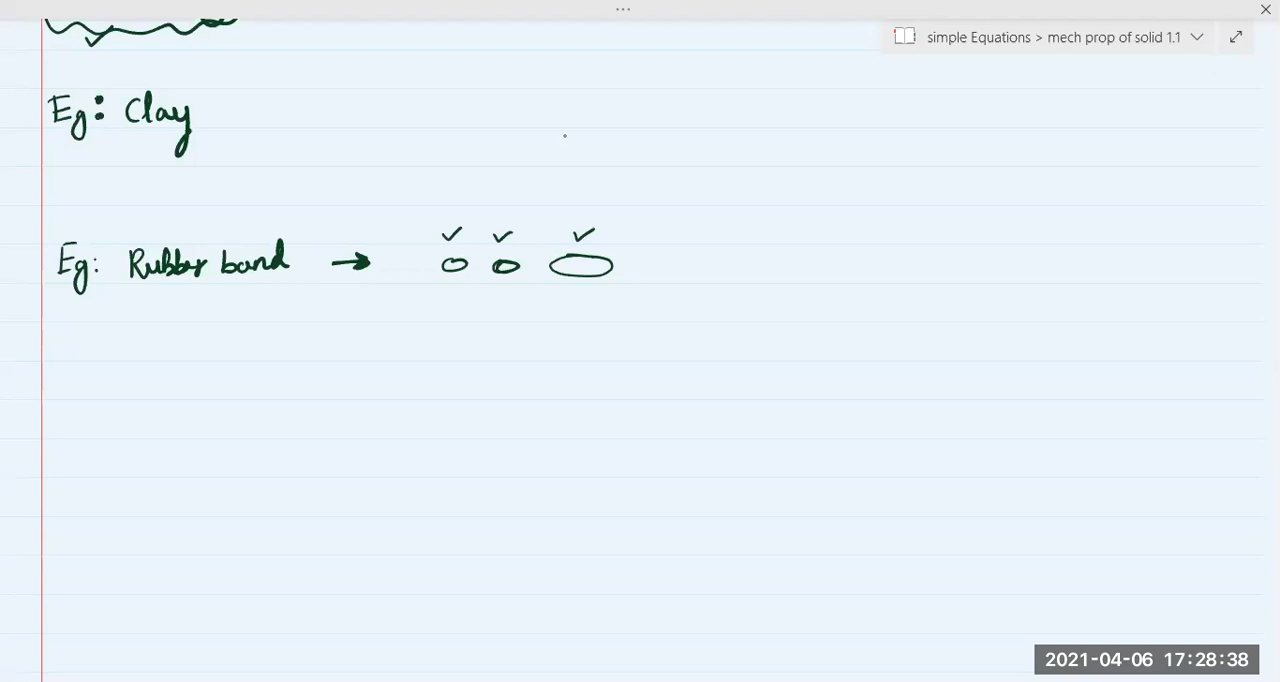 simple Equations > mech prop of solid 1.1
Eg: Clay
Eg: Rubber band →
2021-04-06 17:28:38